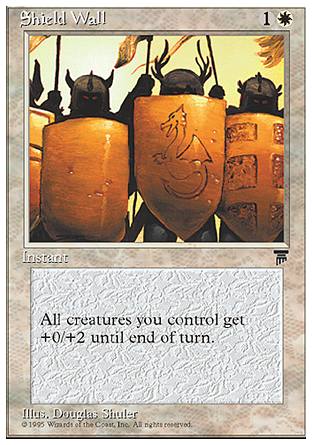 Shield Wall 1
Instant
All creatures you control get
+0/+2 until end of turn.
Illus. Douglas Shuler
© 1995 Wizards of the Coast, Inc. All rights reserved.